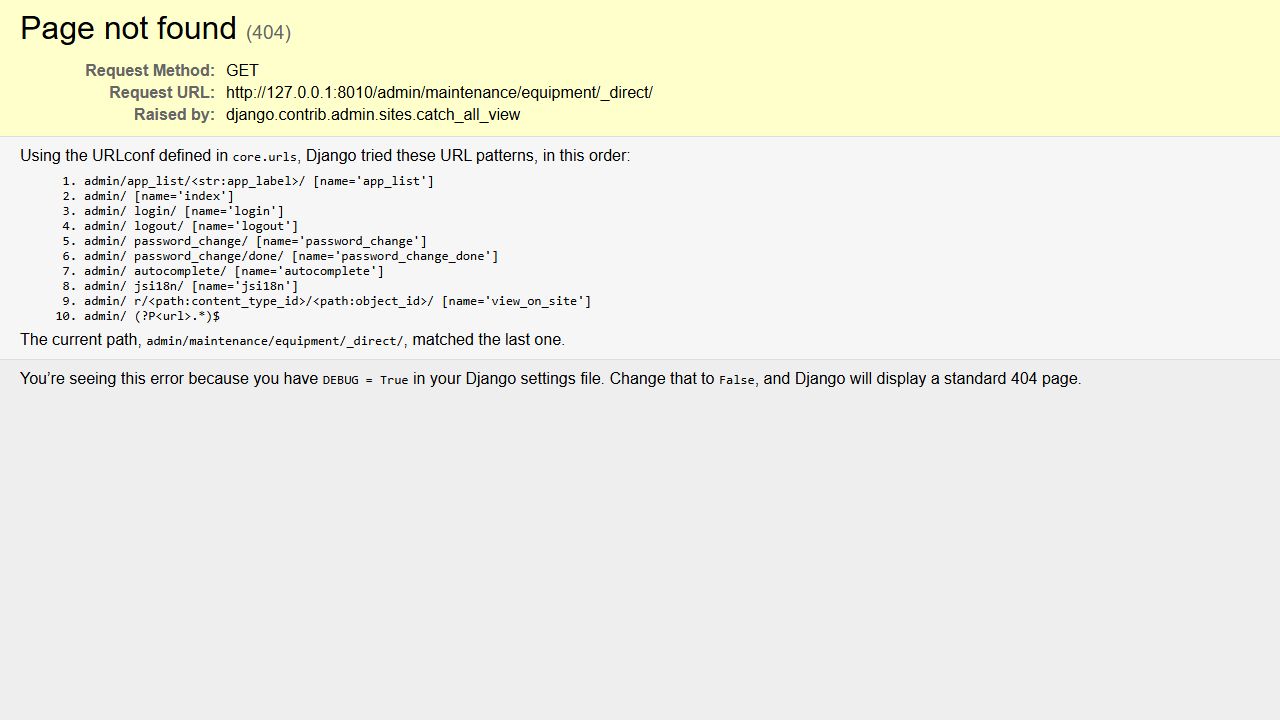 Page not found (404)
Request Method: GET
Request URL: http://127.0.0.1:8010/admin/maintenance/equipment/_direct/
Raised by: django.contrib.admin.sites.catch_all_view
Using the URLconf defined in core.urls, Django tried these URL patterns, in this order:
1. admin/app_list/<str:app_label>/ [name='app_list']
2. admin/ [name='index']
3. admin/ login/ [name='login']
4. admin/ logout/ [name='logout']
5. admin/ password_change/ [name='password_change']
6. admin/ password_change/done/ [name='password_change_done']
7. admin/ autocomplete/ [name='autocomplete']
8. admin/ jsi18n/ [name='jsi18n']
9. admin/ r/<path:content_type_id>/<path:object_id>/ [name='view_on_site']
10. admin/ (?P<url>.*)$
The current path, admin/maintenance/equipment/_direct/, matched the last one.
You’re seeing this error because you have DEBUG = True in your Django settings file. Change that to False, and Django will display a standard 404 page.